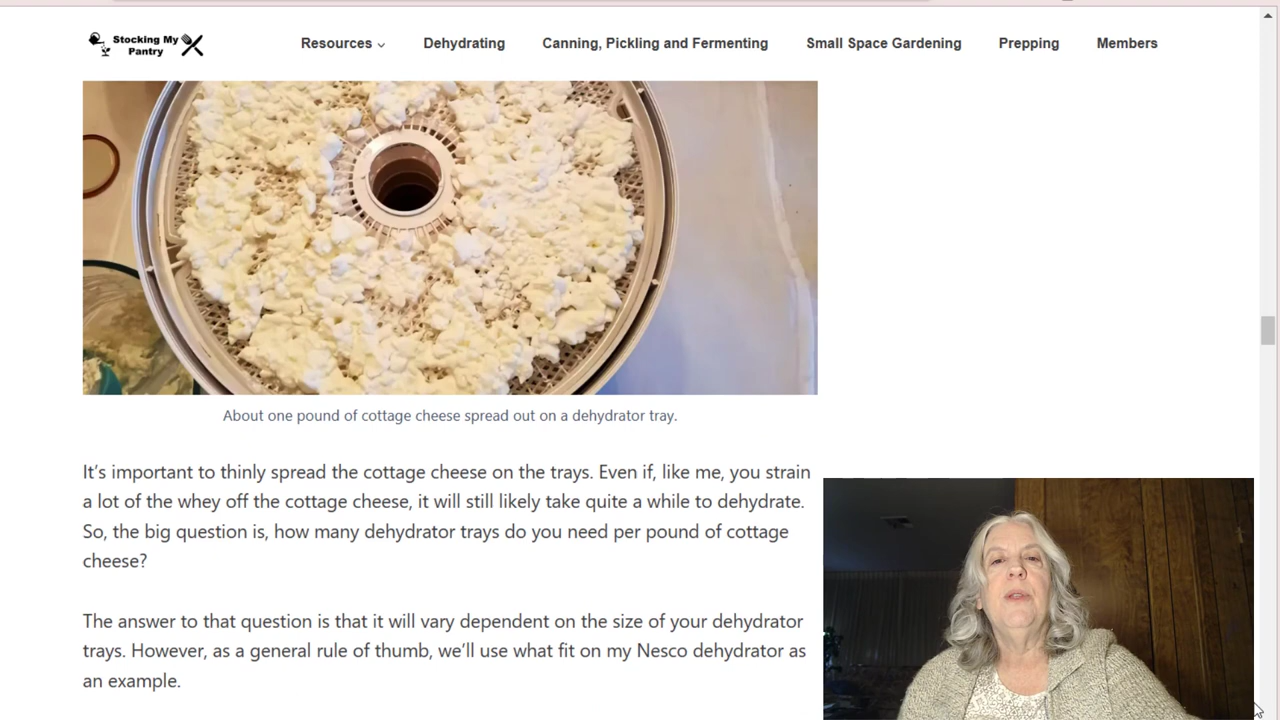 Stocking My
Pantry
Resources Dehydrating Canning, Pickling and Fermenting Small Space Gardening Prepping Members
About one pound of cottage cheese spread out on a dehydrator tray.
It’s important to thinly spread the cottage cheese on the trays. Even if, like me, you strain
a lot of the whey off the cottage cheese, it will still likely take quite a while to dehydrate.
So, the big question is, how many dehydrator trays do you need per pound of cottage
cheese?
The answer to that question is that it will vary dependent on the size of your dehydrator
trays. However, as a general rule of thumb, we’ll use what fit on my Nesco dehydrator as
an example.